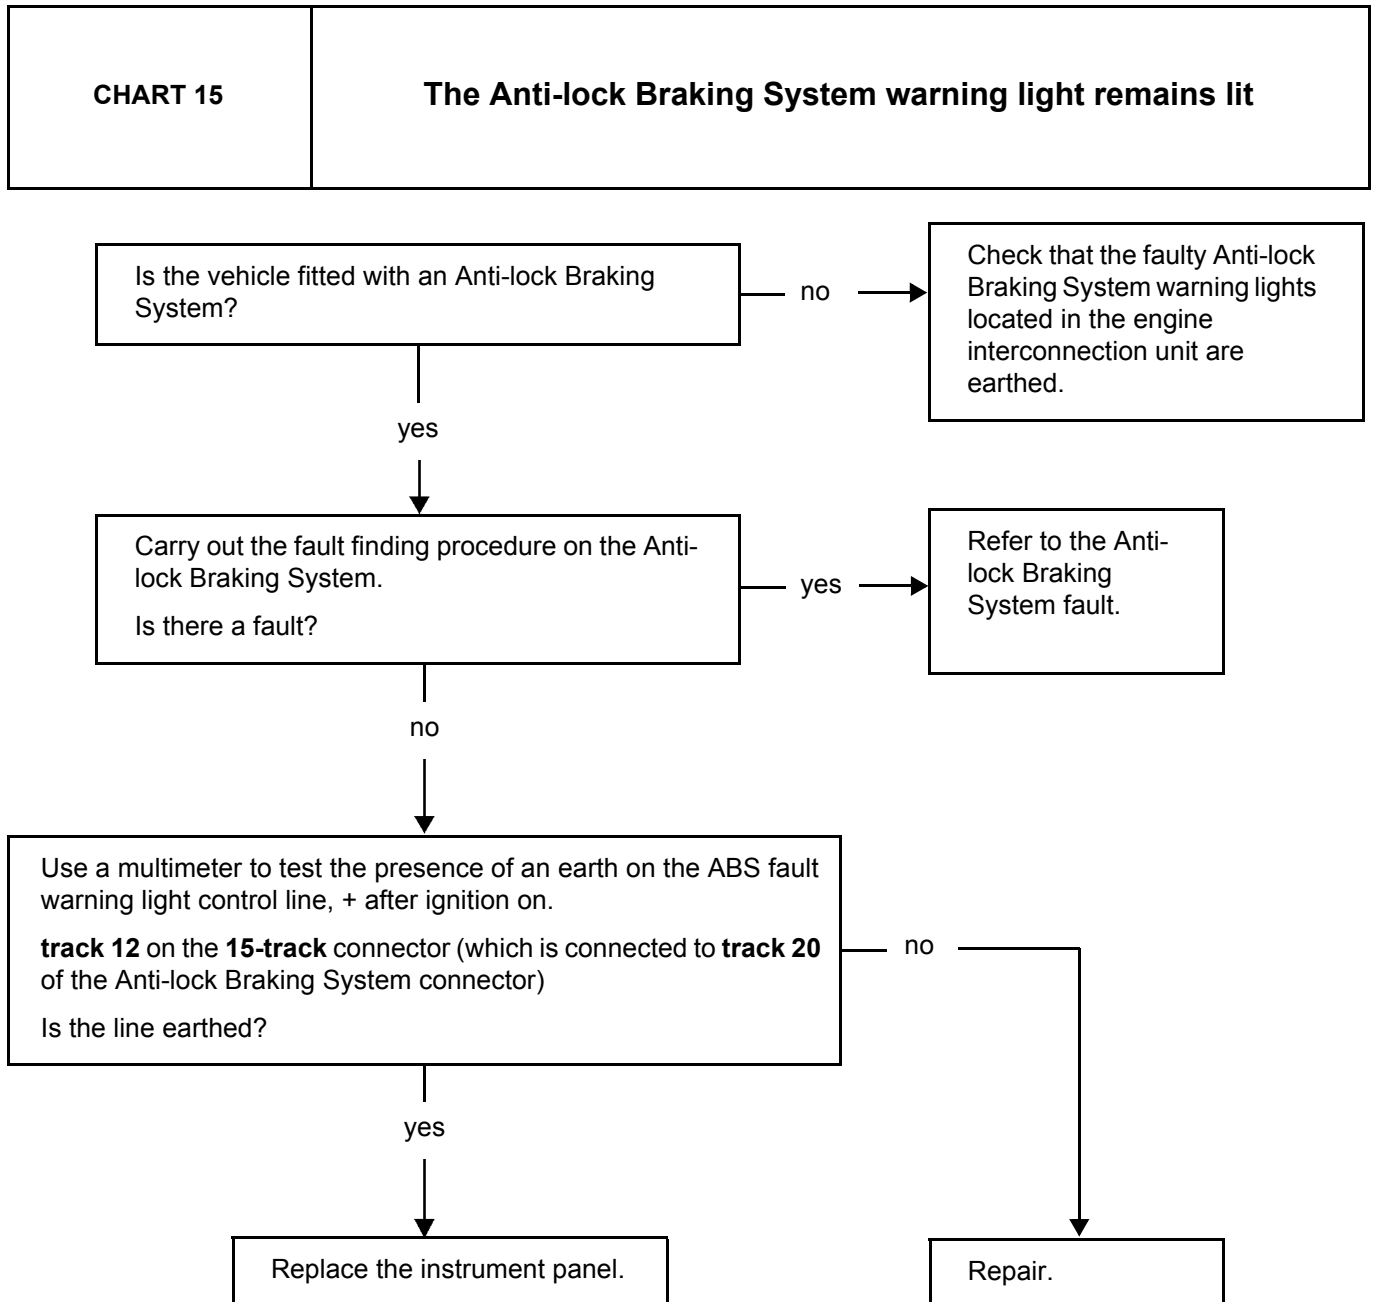 CHART 15
The Anti-lock Braking System warning light remains lit
Is the vehicle fitted with an Anti-lock Braking
System?
no
Check that the faulty Anti-lock
Braking System warning lights
located in the engine
interconnection unit are
earthed.
yes
Carry out the fault finding procedure on the Anti-
lock Braking System.
Is there a fault?
yes
Refer to the Anti-
lock Braking
System fault.
no
Use a multimeter to test the presence of an earth on the ABS fault
warning light control line, + after ignition on.
track 12 on the 15-track connector (which is connected to track 20
of the Anti-lock Braking System connector)
Is the line earthed?
no
yes
Replace the instrument panel.
Repair.